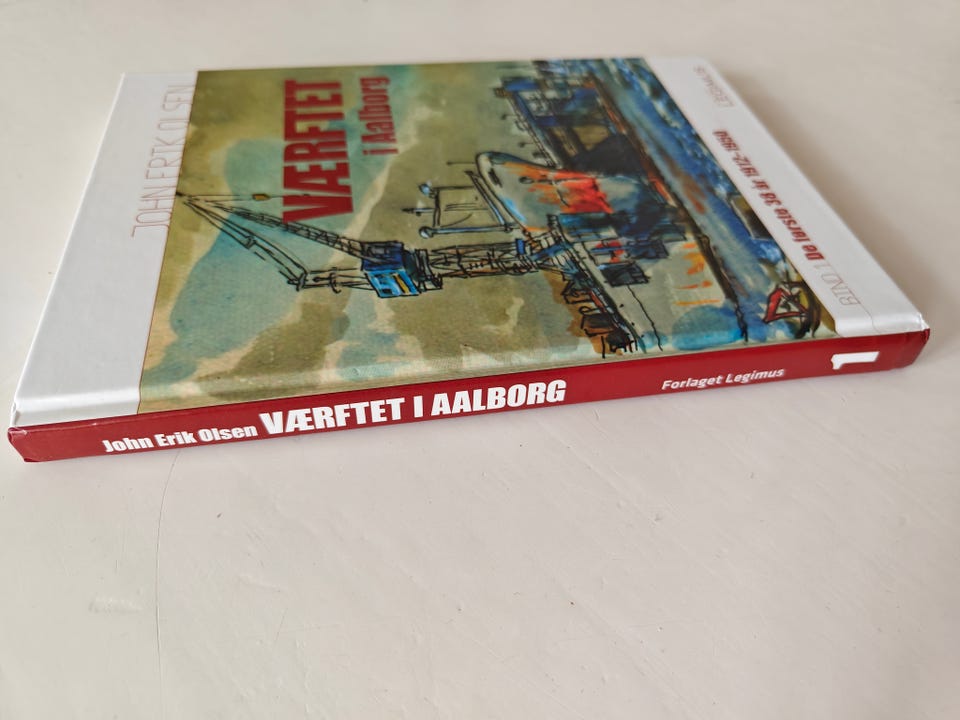 JOHN ERIK OLSEN
VÆRFTET
i Aalborg
BIND 1 De første 38 år 1912-1950
LEGIMUS
John Erik Olsen VÆRFTET I AALBORG Forlaget Legimus 1